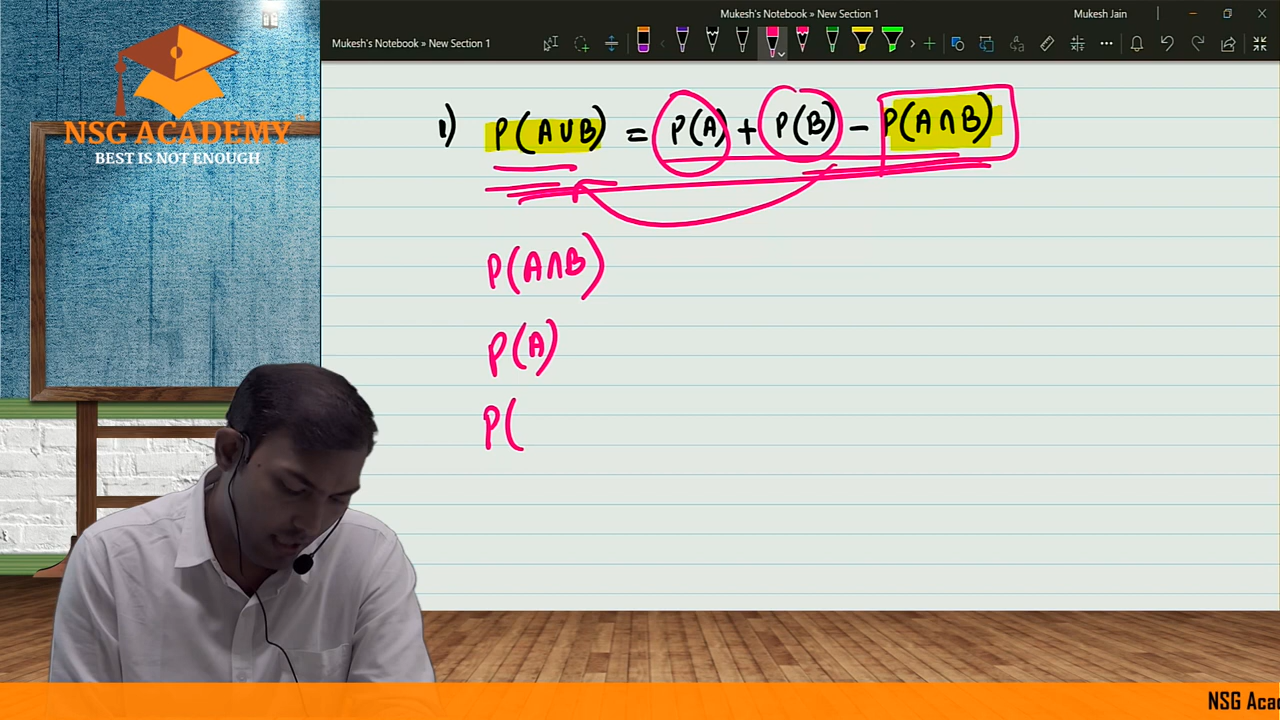 Mukesh's Notebook » New Section 1
Mukesh Jain
Mukesh's Notebook » New Section 1
NSG ACADEMY
BEST IS NOT ENOUGH
1) P(A∪B) = P(A) + P(B) - P(A∩B)
P(A∩B)
P(A)
P(
NSG Aca